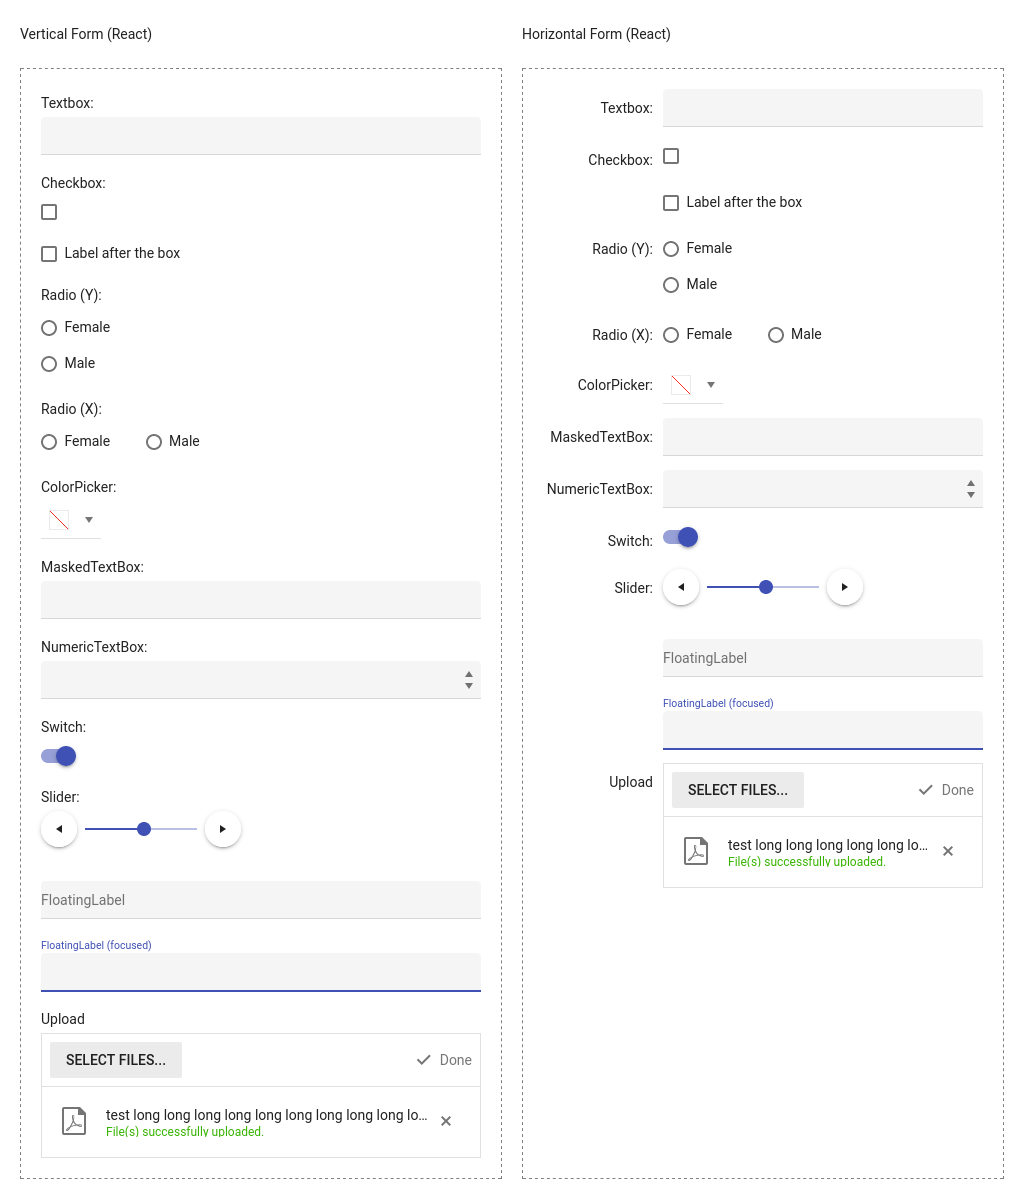 Vertical Form (React)
Textbox:
Checkbox:
Label after the box
Radio (Y):
Female
Male
Radio (X):
Female Male
ColorPicker:
MaskedTextBox:
NumericTextBox:
Switch:
Slider:
FloatingLabel
FloatingLabel (focused)
Upload
SELECT FILES... Done
test long long long long long long long long long lo...
File(s) successfully uploaded.
Horizontal Form (React)
Textbox:
Checkbox:
Label after the box
Radio (Y): Female
Male
Radio (X): Female Male
ColorPicker:
MaskedTextBox:
NumericTextBox:
Switch:
Slider:
FloatingLabel
FloatingLabel (focused)
Upload SELECT FILES... Done
test long long long long long lo...
File(s) successfully uploaded.